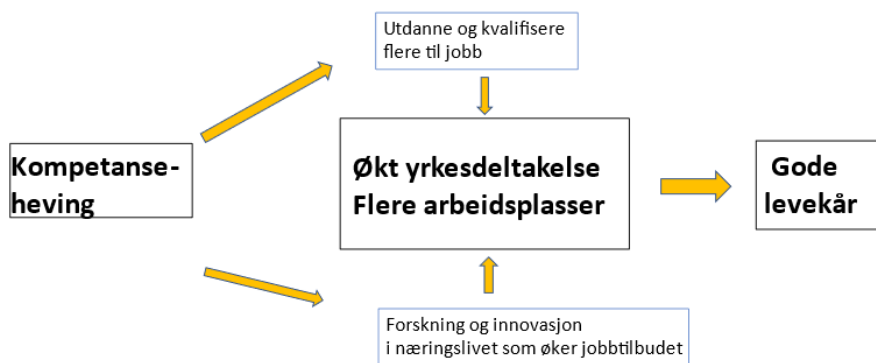 Utdanne og kvalifisere
flere til jobb
Kompetanse-
heving
Økt yrkesdeltakelse
Flere arbeidsplasser
Gode
levekår
Forskning og innovasjon
i næringslivet som øker jobbtilbudet